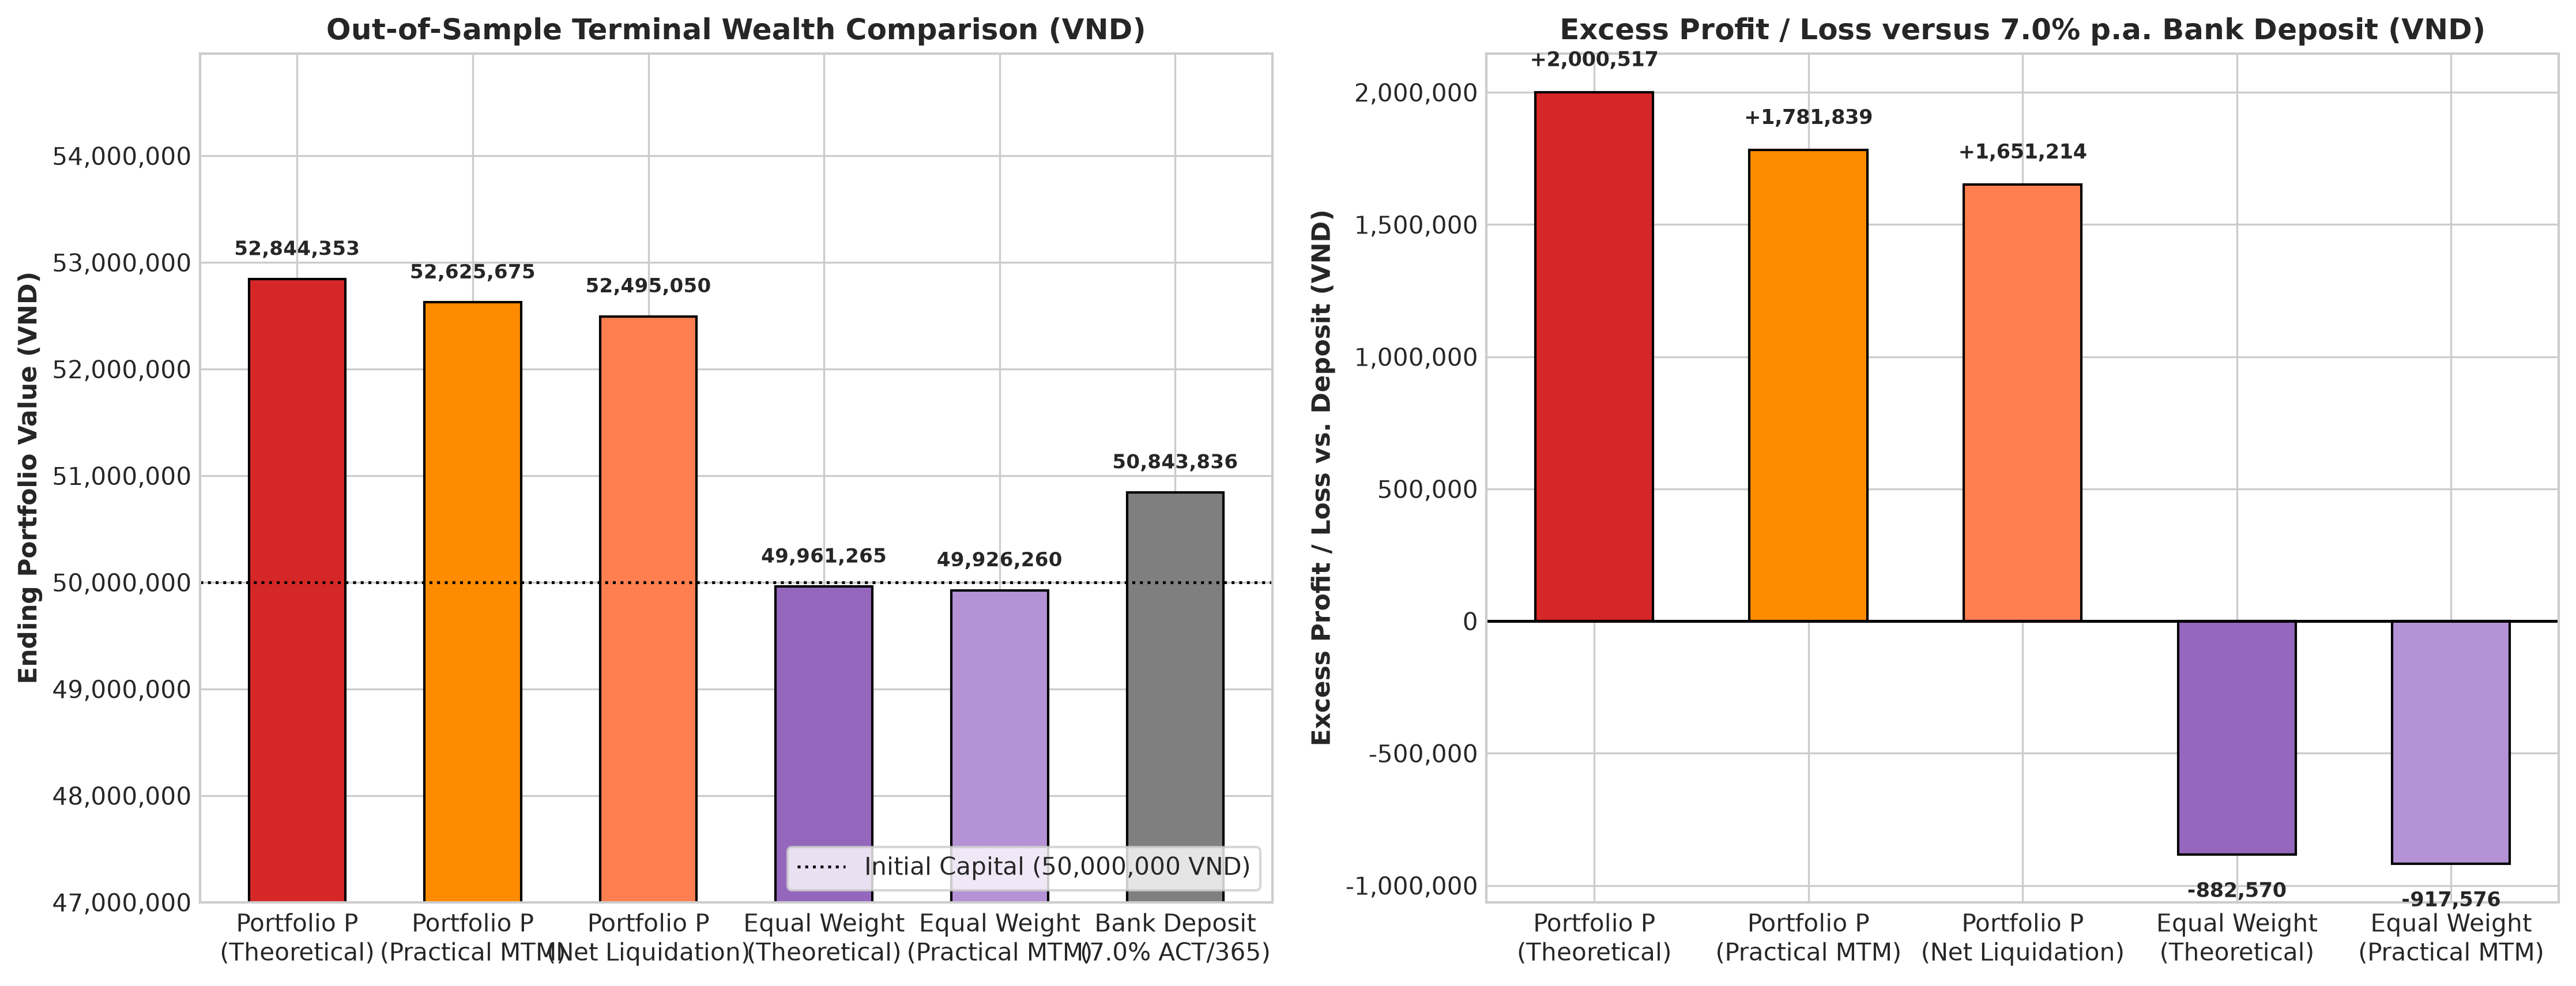 Out-of-Sample Terminal Wealth Comparison (VND)
Ending Portfolio Value (VND)
54,000,000
53,000,000
52,000,000
51,000,000
50,000,000
49,000,000
48,000,000
47,000,000
52,844,353
52,625,675
52,495,050
49,961,265
49,926,260
50,843,836
Initial Capital (50,000,000 VND)
Portfolio P
(Theoretical)
Portfolio P
(Practical MTM)
Portfolio P
(Net Liquidation)
Equal Weight
(Theoretical)
Equal Weight
(Practical MTM)
Bank Deposit
(7.0% ACT/365)
Excess Profit / Loss versus 7.0% p.a. Bank Deposit (VND)
Excess Profit / Loss vs. Deposit (VND)
2,000,000
1,500,000
1,000,000
500,000
0
-500,000
-1,000,000
+2,000,517
+1,781,839
+1,651,214
-882,570
-917,576
Portfolio P
(Theoretical)
Portfolio P
(Practical MTM)
Portfolio P
(Net Liquidation)
Equal Weight
(Theoretical)
Equal Weight
(Practical MTM)